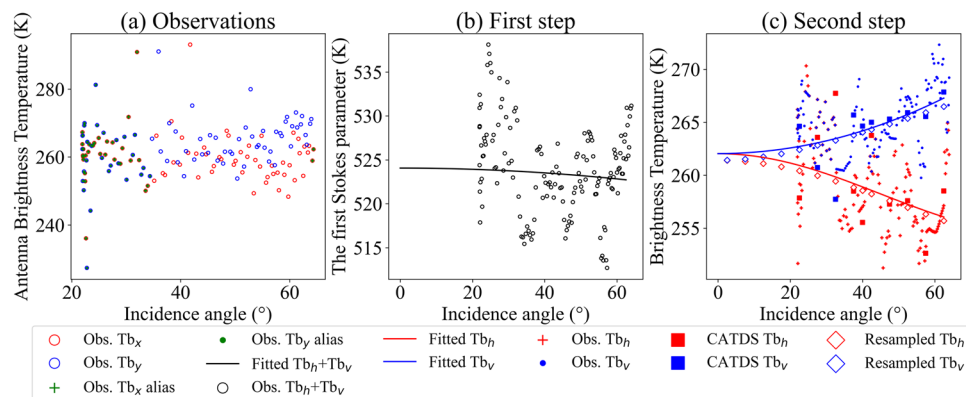 (a) Observations
(b) First step
(c) Second step
Antenna Brightness Temperature (K)
280
260
240
20
40
60
Incidence angle (°)
The first Stokes parameter (K)
535
530
525
520
515
0
20
40
60
Incidence angle (°)
Brightness Temperature (K)
270
265
260
255
0
20
40
60
Incidence angle (°)
Obs. Tbₓ
Obs. Tb_y
Obs. Tbₓ alias
Obs. Tb_y alias
Fitted Tbₕ+Tbᵥ
Obs. Tbₕ+Tbᵥ
Fitted Tbₕ
Fitted Tbᵥ
Obs. Tbₕ
Obs. Tbᵥ
CATDS Tbₕ
CATDS Tbᵥ
Resampled Tbₕ
Resampled Tbᵥ